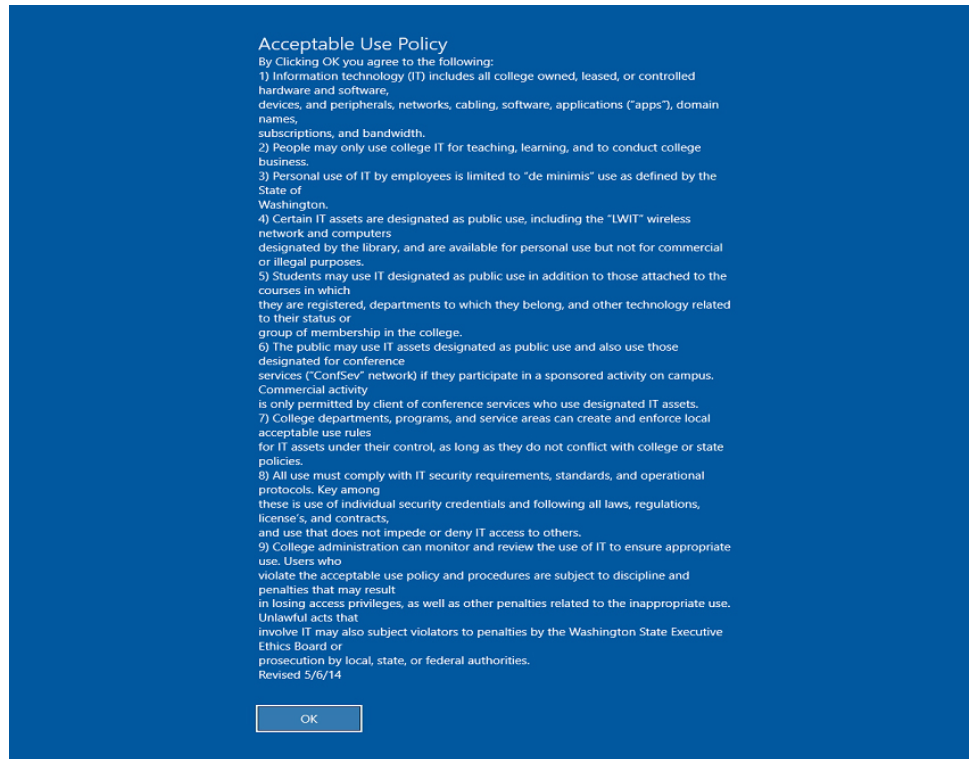 Acceptable Use Policy
By Clicking OK you agree to the following:
1) Information technology (IT) includes all college owned, leased, or controlled
hardware and software,
devices, and peripherals, networks, cabling, software, applications ("apps"), domain
names,
subscriptions, and bandwidth.
2) People may only use college IT for teaching, learning, and to conduct college
business.
3) Personal use of IT by employees is limited to "de minimis" use as defined by the
State of
Washington.
4) Certain IT assets are designated as public use, including the "LWIT" wireless
network and computers
designated by the library, and are available for personal use but not for commercial
or illegal purposes.
5) Students may use IT designated as public use in addition to those attached to the
courses in which
they are registered, departments to which they belong, and other technology related
to their status or
group of membership in the college.
6) The public may use IT assets designated as public use and also use those
designated for conference
services ("ConfSev" network) if they participate in a sponsored activity on campus.
Commercial activity
is only permitted by client of conference services who use designated IT assets.
7) College departments, programs, and service areas can create and enforce local
acceptable use rules
for IT assets under their control, as long as they do not conflict with college or state
policies.
8) All use must comply with IT security requirements, standards, and operational
protocols. Key among
these is use of individual security credentials and following all laws, regulations,
license's, and contracts,
and use that does not impede or deny IT access to others.
9) College administration can monitor and review the use of IT to ensure appropriate
use. Users who
violate the acceptable use policy and procedures are subject to discipline and
penalties that may result
in losing access privileges, as well as other penalties related to the inappropriate use.
Unlawful acts that
involve IT may also subject violators to penalties by the Washington State Executive
Ethics Board or
prosecution by local, state, or federal authorities.
Revised 5/6/14
OK